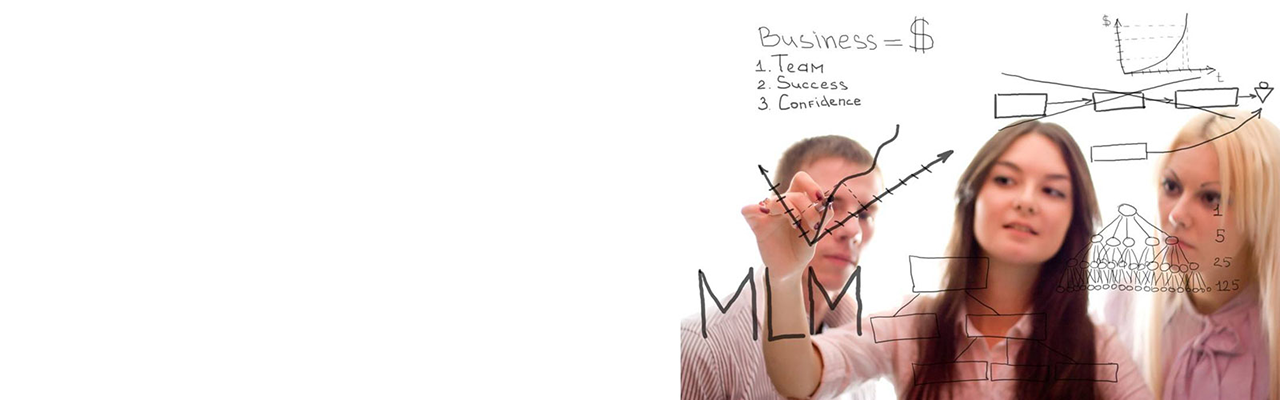 Business = $
1. Team
2. Success
3. Confidence
$
t
MLM
1
5
25
125